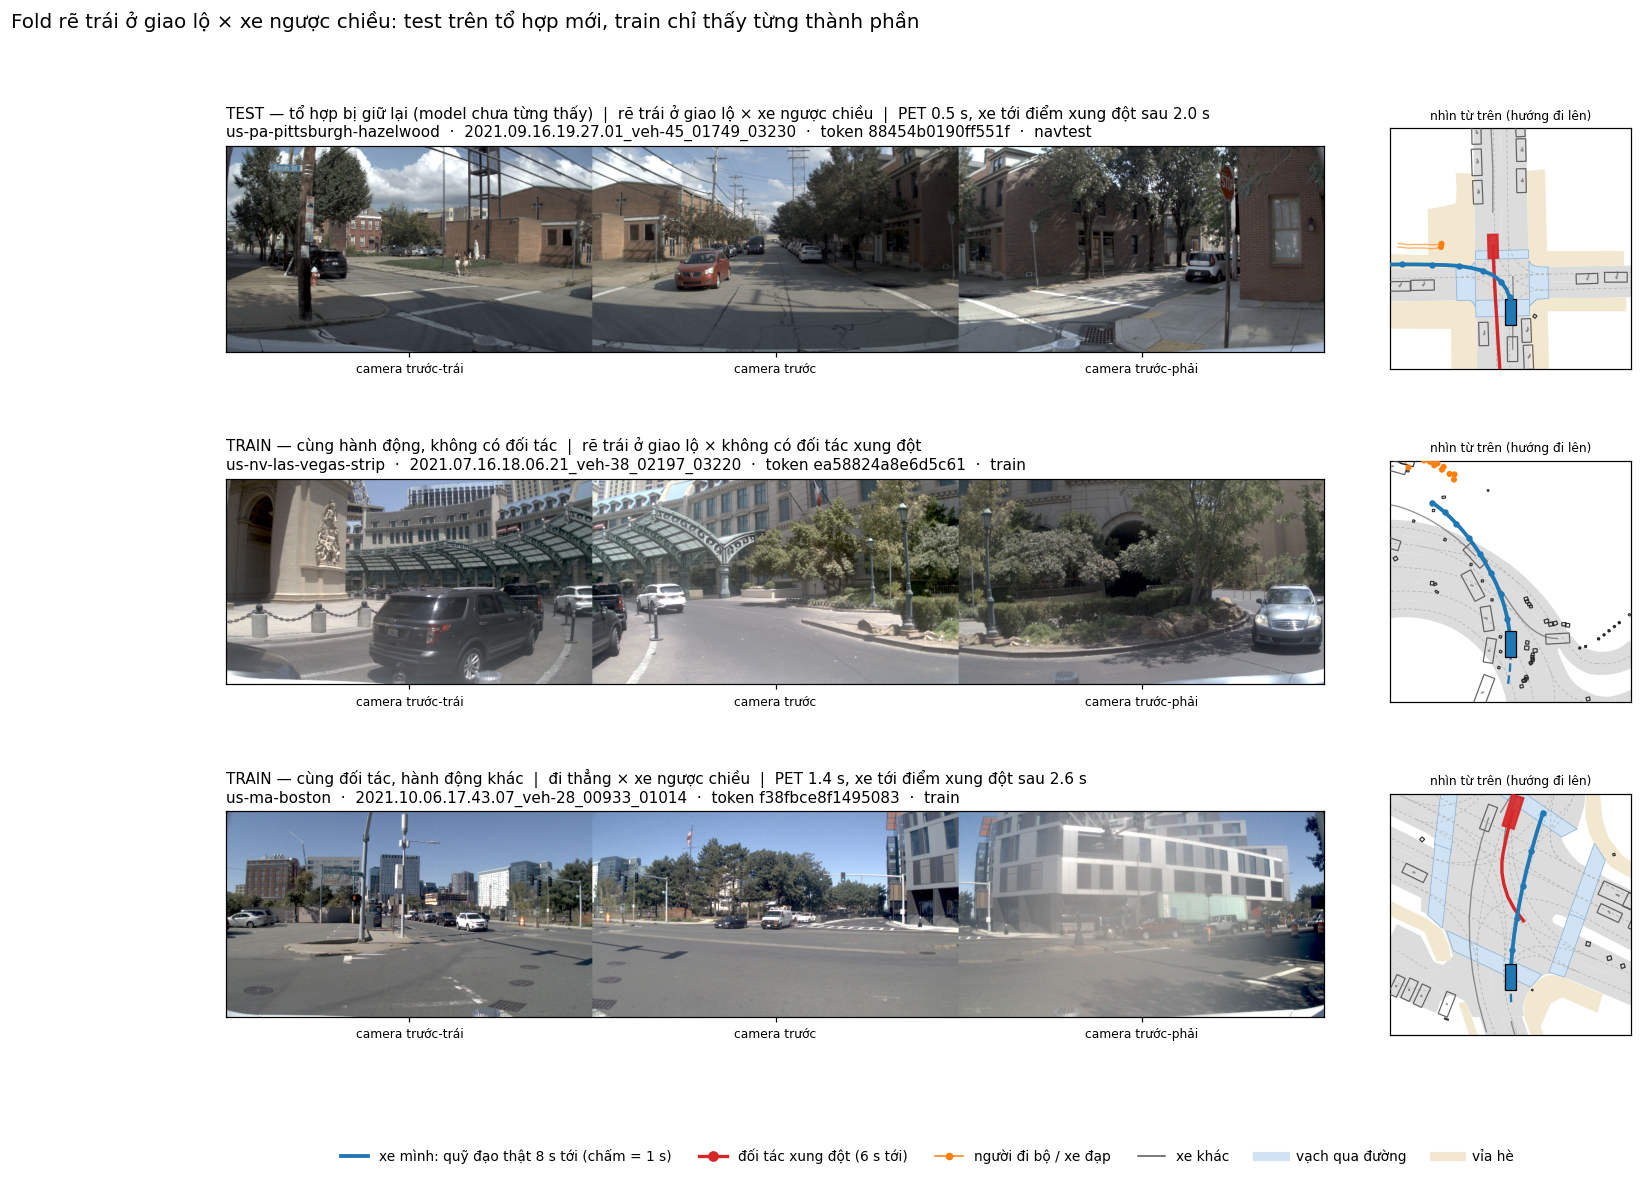 Fold rẽ trái ở giao lộ × xe ngược chiều: test trên tổ hợp mới, train chỉ thấy từng thành phần
TEST — tổ hợp bị giữ lại (model chưa từng thấy) | rẽ trái ở giao lộ × xe ngược chiều | PET 0.5 s, xe tới điểm xung đột sau 2.0 s
us-pa-pittsburgh-hazelwood · 2021.09.16.19.27.01_veh-45_01749_03230 · token 88454b0190ff551f · navtest
nhìn từ trên (hướng đi lên)
STOP
camera trước-trái
camera trước
camera trước-phải
TRAIN — cùng hành động, không có đối tác | rẽ trái ở giao lộ × không có đối tác xung đột
us-nv-las-vegas-strip · 2021.07.16.18.06.21_veh-38_02197_03220 · token ea58824a8e6d5c61 · train
nhìn từ trên (hướng đi lên)
camera trước-trái
camera trước
camera trước-phải
TRAIN — cùng đối tác, hành động khác | đi thẳng × xe ngược chiều | PET 1.4 s, xe tới điểm xung đột sau 2.6 s
us-ma-boston · 2021.10.06.17.43.07_veh-28_00933_01014 · token f38fbce8f1495083 · train
nhìn từ trên (hướng đi lên)
camera trước-trái
camera trước
camera trước-phải
xe mình: quỹ đạo thật 8 s tới (chấm = 1 s)
đối tác xung đột (6 s tới)
người đi bộ / xe đạp
xe khác
vạch qua đường
vỉa hè